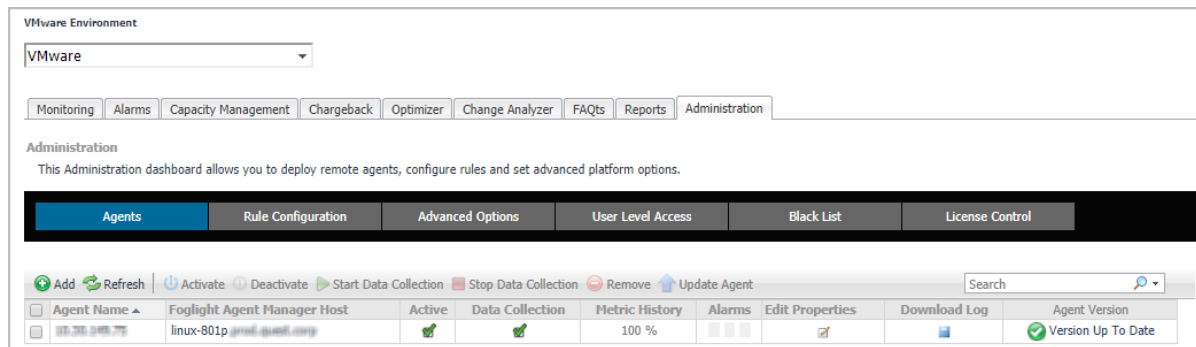 VMware Environment
VMware
Monitoring Alarms Capacity Management Chargeback Optimizer Change Analyzer FAQts Reports Administration
Administration
This Administration dashboard allows you to deploy remote agents, configure rules and set advanced platform options.
Agents Rule Configuration Advanced Options User Level Access Black List License Control
Add Refresh Activate Deactivate Start Data Collection Stop Data Collection Remove Update Agent Search
Agent Name Foglight Agent Manager Host Active Data Collection Metric History Alarms Edit Properties Download Log Agent Version
linux-801p 100 % Version Up To Date